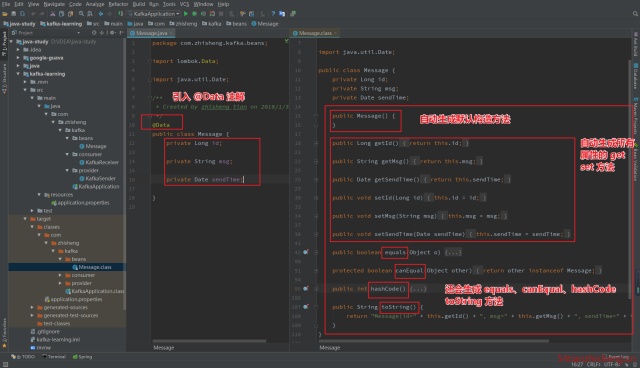 File Edit View Navigate Code Analyze Refactor Build Run Tools VCS Window Help
KafkaApplication
java-study
kafka-learning
src
main
java
com
zhisheng
kafka
beans
Message
java-study
.idea
google-guava
kafka-learning
.mvn
src
main
java
com
zhisheng
kafka
beans
Message
consumer
KafkaReceiver
provider
KafkaSender
KafkaApplication
resources
application.properties
test
target
classes
com
zhisheng
kafka
beans
Message.class
consumer
provider
KafkaApplication.class
application.properties
generated-sources
generated-test-sources
test-classes
.gitignore
kafka-learning.iml
mvnw
Message.java
package com.zhisheng.kafka.beans;
import lombok.Data;
import java.util.Date;
/**
引入 @Data 注解
* Created by zhisheng_tian on 2018/1/
*/
@Data
public class Message {
private Long id;
private String msg;
private Date sendTime;
}
Message
Message.class
import java.util.Date;
public class Message {
private Long id;
private String msg;
private Date sendTime;
public Message() {
}
自动生成默认构造方法
public Long getId() { return this.id; }
自动生成所有
属性的 get
set 方法
public String getMsg() { return this.msg; }
public Date getSendTime() { return this.sendTime; }
public void setId(Long id) { this.id = id; }
public void setMsg(String msg) { this.msg = msg; }
public void setSendTime(Date sendTime) { this.sendTime = sendTime; }
public boolean equals(Object o) {...}
protected boolean canEqual(Object other) { return other instanceof Message; }
public int hashCode() {...}
还会生成 equals、canEqual、hashCode
toString 方法
public String toString() {
return "Message(id=" + this.getId() + ", msg=" + this.getMsg() + ", sendTime=" +
}
}
Message
6: TODO
Terminal
Spring
Event Log
16:27 CRLF: UTF-8: